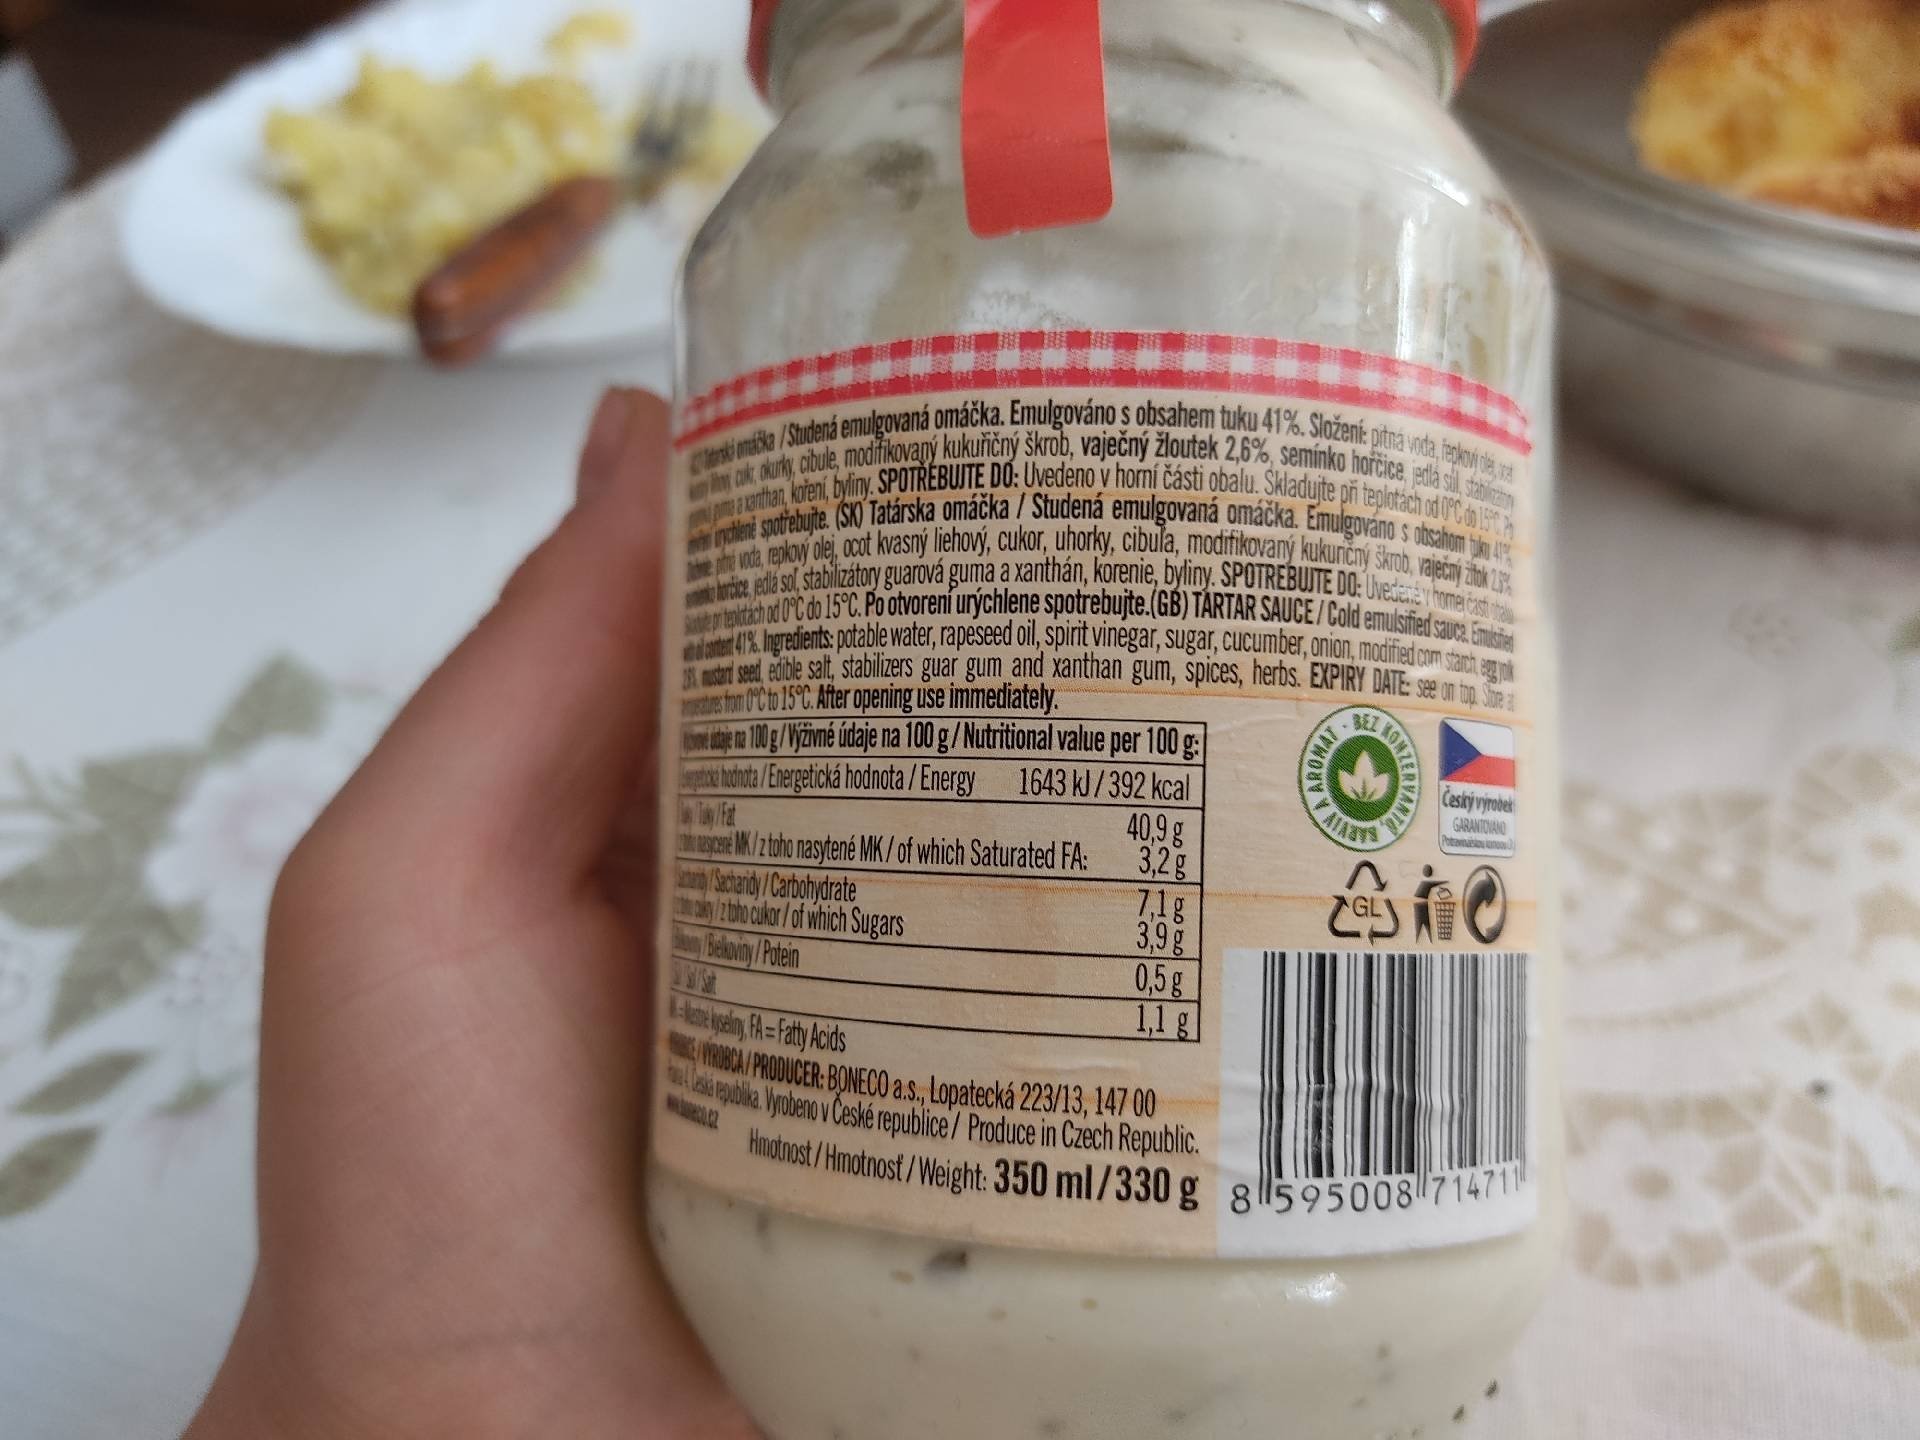 Tatarská omáčka / Studená emulgovaná omáčka. Emulgováno s obsahem tuku 41%. Složení: pitná voda, řepkový olej, ocet
lihový, cukr, okurky, cibule, modifikovaný kukuřičný škrob, vaječný žloutek 2,6%, semínko hořčice, jedlá sůl, stabilizátory
guma a xanthan, koření, byliny. SPOTŘEBUJTE DO: Uvedeno v horní části obalu. Skladujte při teplotách od 0°C do 15°C. Po
urychleně spotřebujte. (SK) Tatárska omáčka / Studená emulgovaná omáčka. Emulgováno s obsahom tuku 41%.
pitná voda, repkový olej, ocot kvasný liehový, cukor, uhorky, cibuľa, modifikovaný kukuričný škrob, vaječný žĺtok 2,6%,
horčice, jedlá soľ, stabilizátory guarová guma a xanthán, korenie, byliny. SPOTREBUJTE DO: Uvedené v hornej časti obalu
pri teplotách od 0°C do 15°C. Po otvorení urýchlene spotrebujte.(GB) TARTAR SAUCE / Cold emulsified sauce. Emulsified
with oil content 41%. Ingredients: potable water, rapeseed oil, spirit vinegar, sugar, cucumber, onion, modified corn starch, egg yolk
mustard seed, edible salt, stabilizers guar gum and xanthan gum, spices, herbs. EXPIRY DATE: see on top. Store at
temperatures from 0°C to 15°C. After opening use immediately.
údaje na 100 g / Výživné údaje na 100 g / Nutritional value per 100 g:
hodnota / Energetická hodnota / Energy 1643 kJ / 392 kcal
Tuky / Tuky / Fat 40,9 g
nasycené MK / z toho nasytené MK / of which Saturated FA: 3,2 g
Sacharidy / Sacharidy / Carbohydrate 7,1 g
z toho cukry / z toho cukor / of which Sugars 3,9 g
Bílkoviny / Bielkoviny / Potein 0,5 g
Sůl / Soľ / Salt 1,1 g
MK = Mastné kyseliny, FA = Fatty Acids
VÝROBCE / VÝROBCA / PRODUCER: BONECO a.s., Lopatecká 223/13, 147 00
Praha 4, Česká republika. Vyrobeno v České republice / Produce in Czech Republic.
www.boneco.cz
Hmotnost / Hmotnosť / Weight: 350 ml / 330 g
BEZ KONZERVANTŮ, BARVIV A AROMAT
Český výrobek
GARANTOVÁNO
GL
8 595008 714711